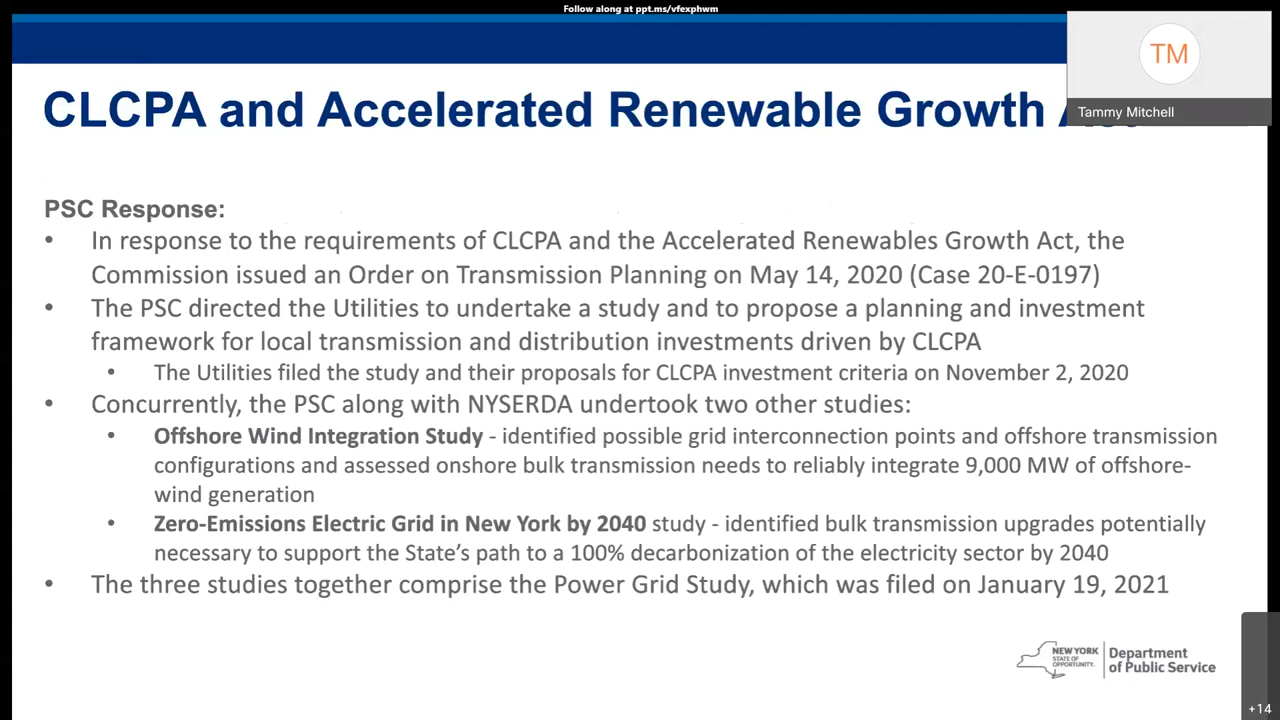 Follow along at ppt.ms/vfexphwm
TM
Tammy Mitchell
CLCPA and Accelerated Renewable Growth
PSC Response:
• In response to the requirements of CLCPA and the Accelerated Renewables Growth Act, the
Commission issued an Order on Transmission Planning on May 14, 2020 (Case 20-E-0197)
• The PSC directed the Utilities to undertake a study and to propose a planning and investment
framework for local transmission and distribution investments driven by CLCPA
• The Utilities filed the study and their proposals for CLCPA investment criteria on November 2, 2020
• Concurrently, the PSC along with NYSERDA undertook two other studies:
• Offshore Wind Integration Study - identified possible grid interconnection points and offshore transmission
configurations and assessed onshore bulk transmission needs to reliably integrate 9,000 MW of offshore-
wind generation
• Zero-Emissions Electric Grid in New York by 2040 study - identified bulk transmission upgrades potentially
necessary to support the State's path to a 100% decarbonization of the electricity sector by 2040
• The three studies together comprise the Power Grid Study, which was filed on January 19, 2021
NEW YORK
STATE OF
OPPORTUNITY.
Department
of Public Service
+14